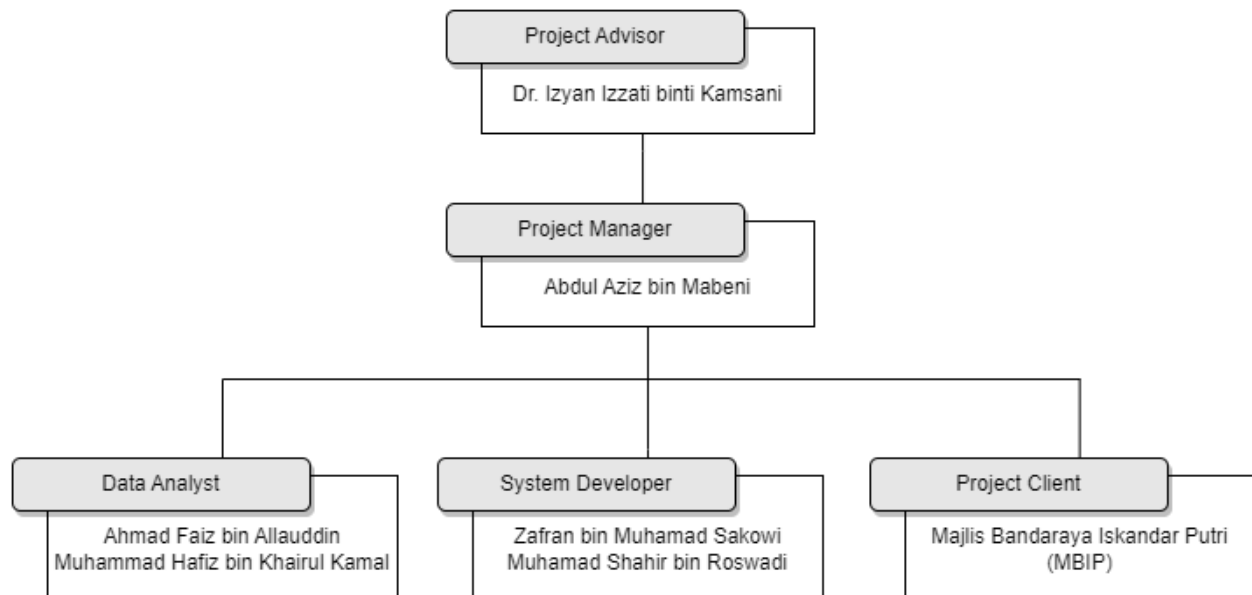 Project Advisor
Dr. Izyan Izzati binti Kamsani
Project Manager
Abdul Aziz bin Mabeni
Data Analyst
Ahmad Faiz bin Allauddin
Muhammad Hafiz bin Khairul Kamal
System Developer
Zafran bin Muhamad Sakowi
Muhamad Shahir bin Roswadi
Project Client
Majlis Bandaraya Iskandar Putri
(MBIP)